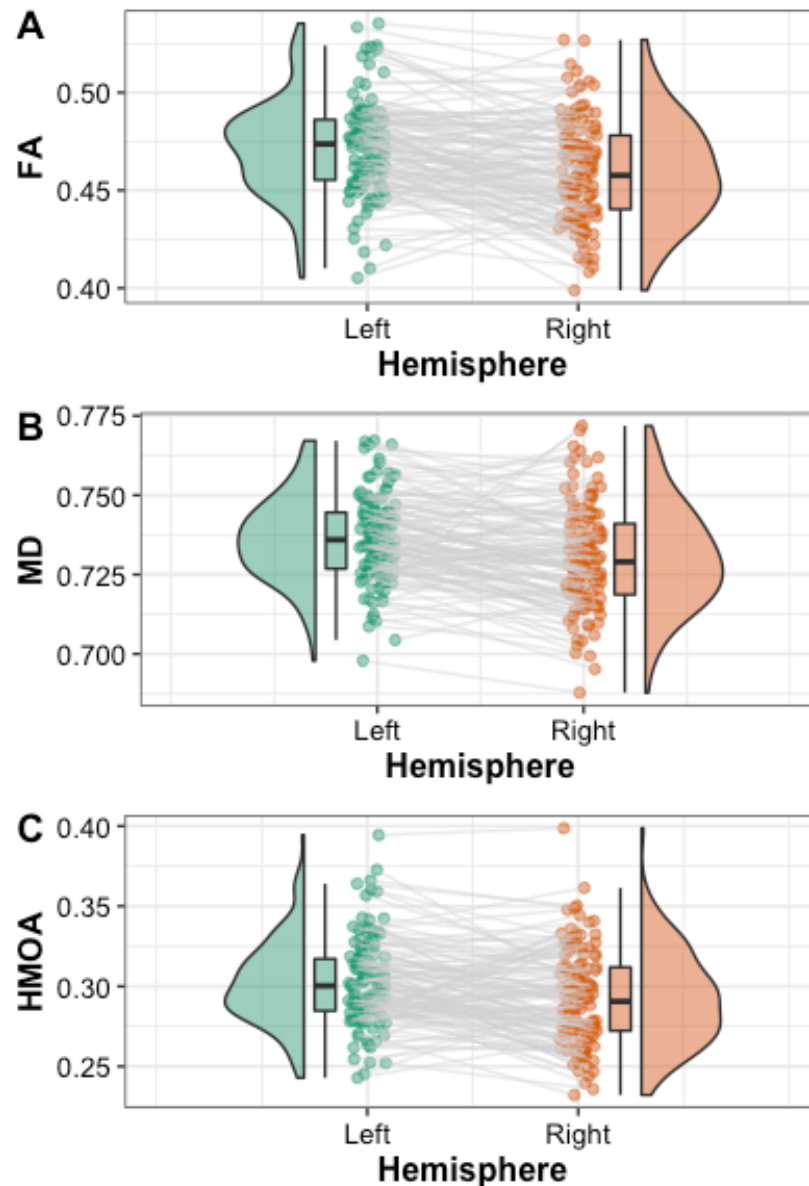 A
FA
0.50
0.45
0.40
Left Right
Hemisphere
B
MD
0.775
0.750
0.725
0.700
Left Right
Hemisphere
C
HMOA
0.40
0.35
0.30
0.25
Left Right
Hemisphere